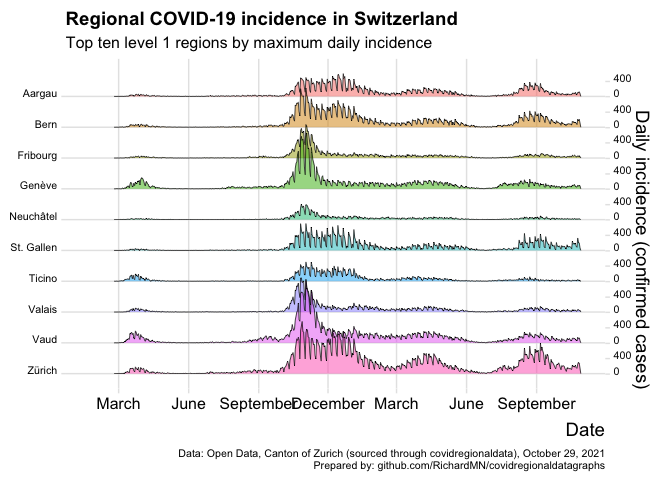 Regional COVID-19 incidence in Switzerland
Top ten level 1 regions by maximum daily incidence
Aargau
400
0
Bern
400
0
Fribourg
400
0
Genève
400
0
Neuchâtel
400
0
St. Gallen
400
0
Ticino
400
0
Valais
400
0
Vaud
400
0
Zürich
400
0
Daily incidence (confirmed cases)
March June September December March June September
Date
Data: Open Data, Canton of Zurich (sourced through covidregionaldata), October 29, 2021
Prepared by: github.com/RichardMN/covidregionaldatagraphs